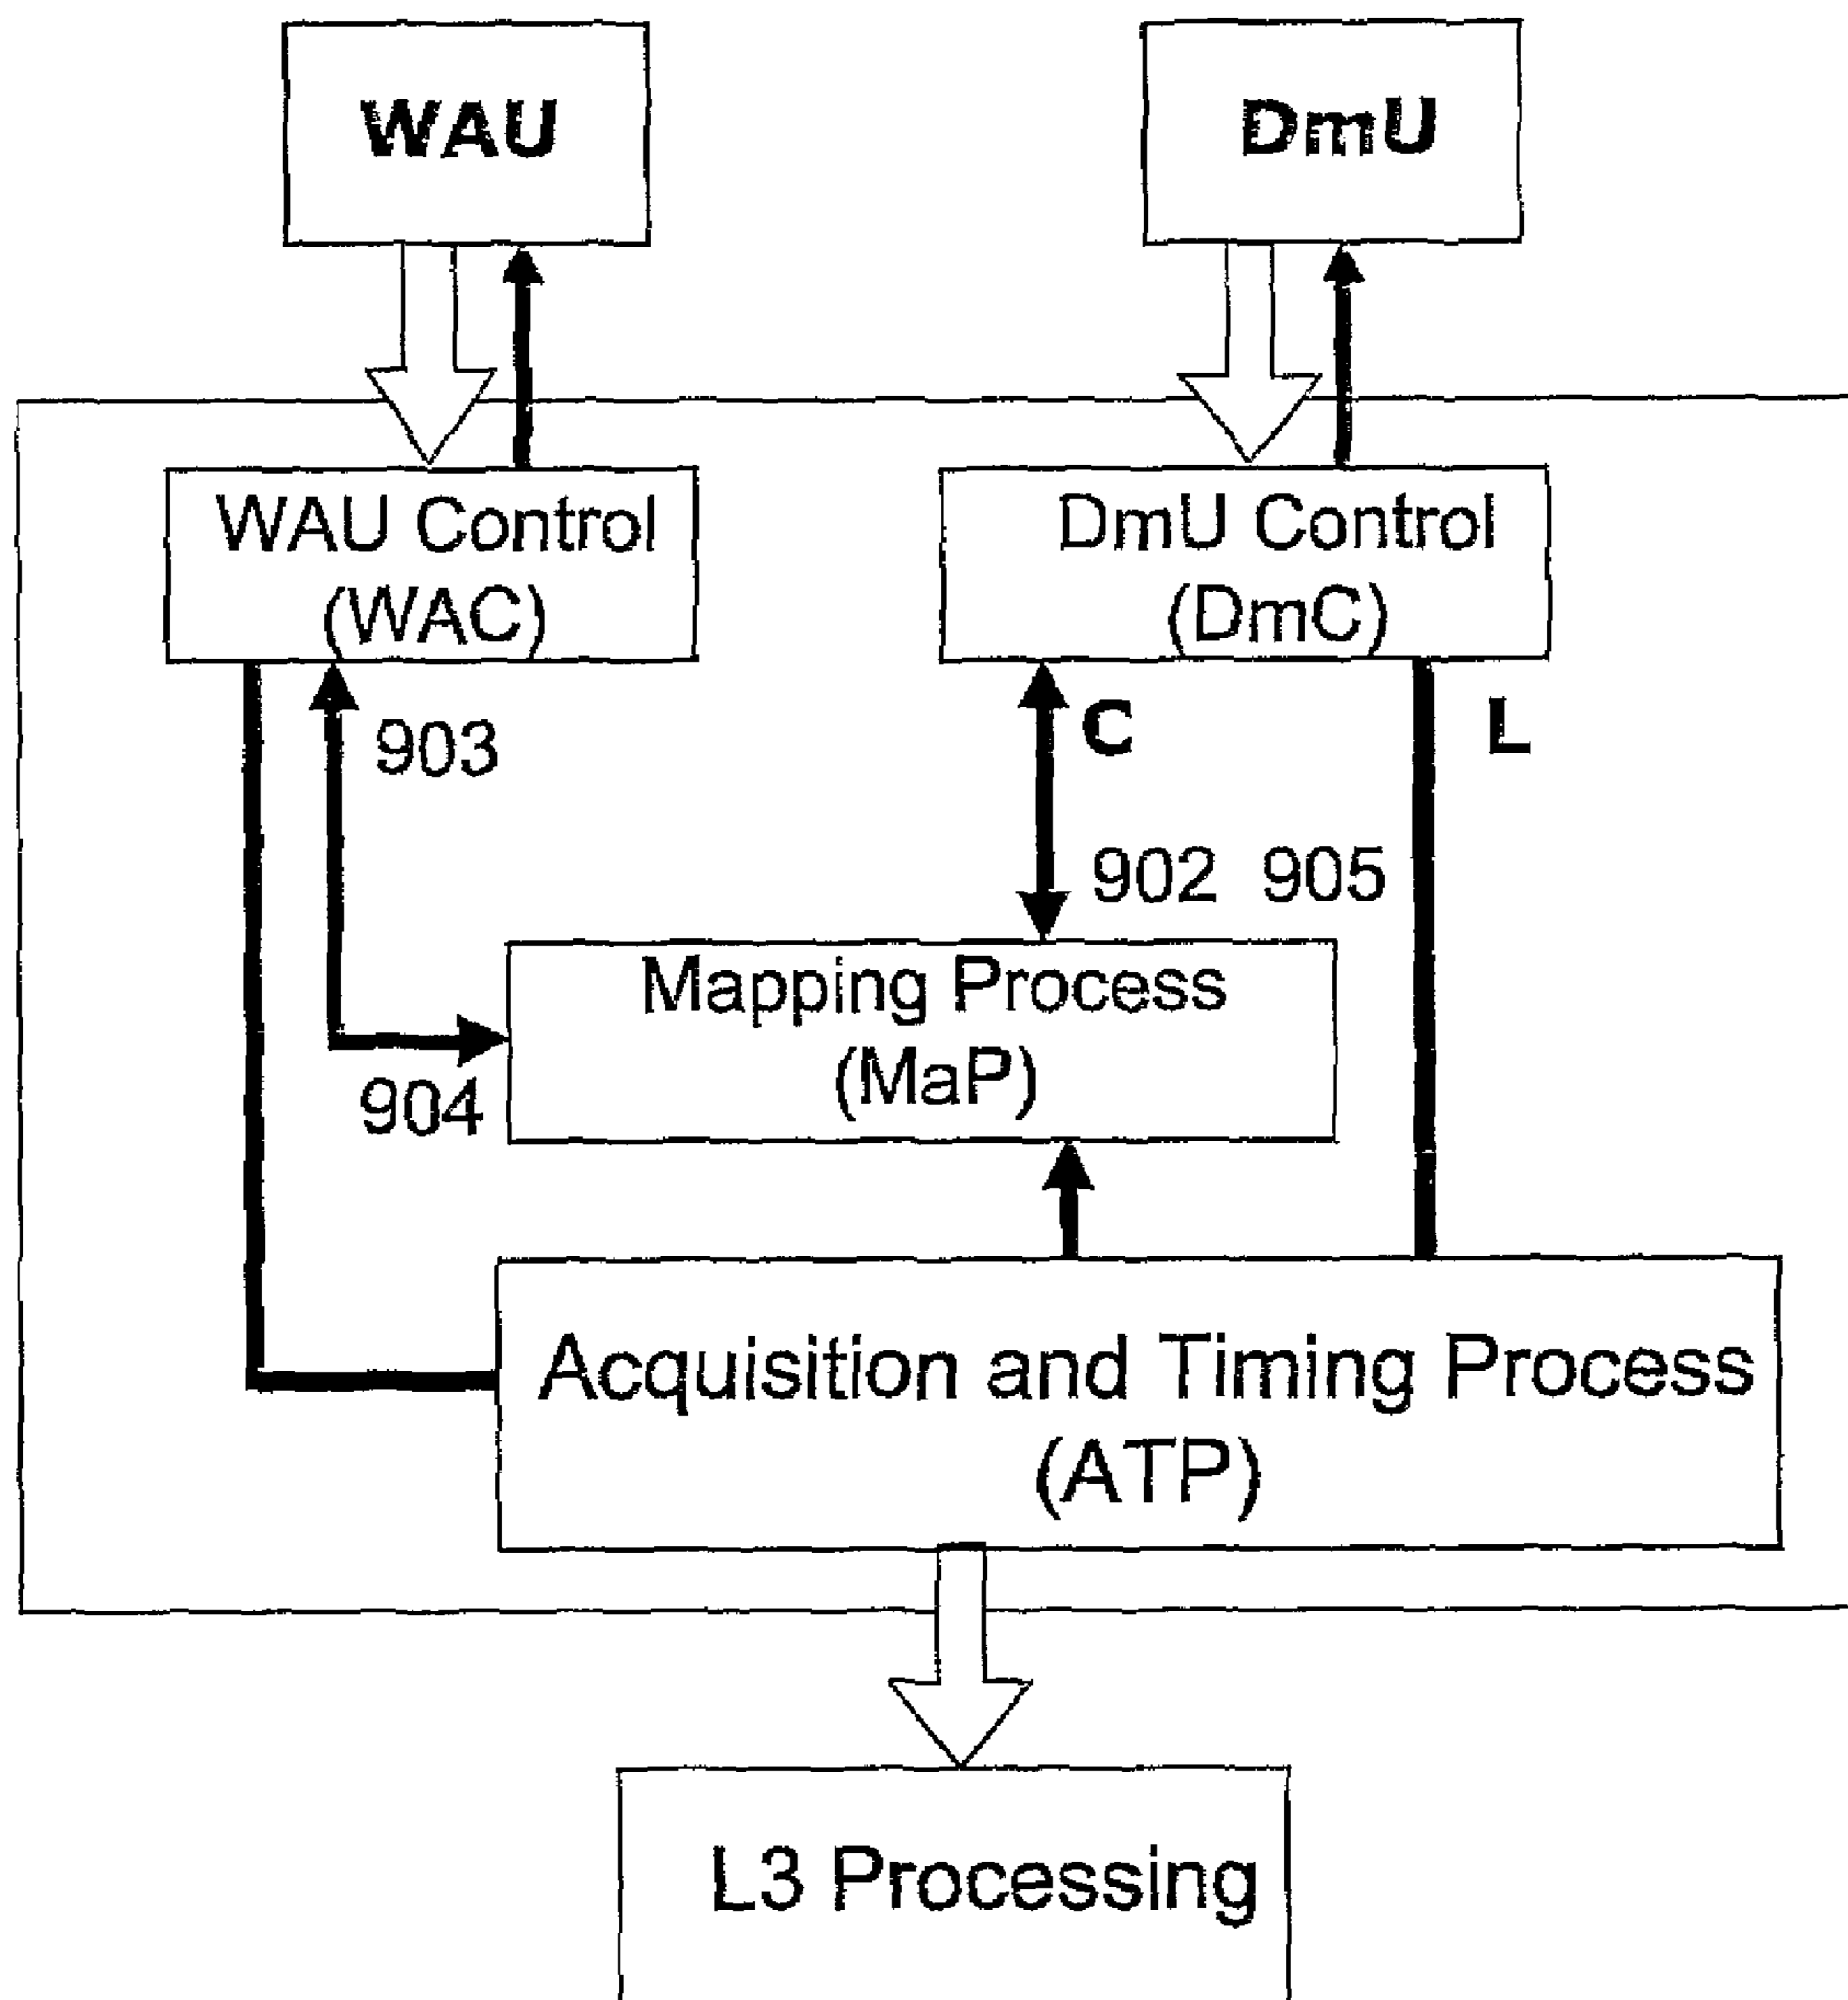 WAU
DmU
WAU Control
(WAC)
DmU Control
(DmC)
903
C
L
902
905
Mapping Process
(MaP)
904
Acquisition and Timing Process
(ATP)
L3 Processing